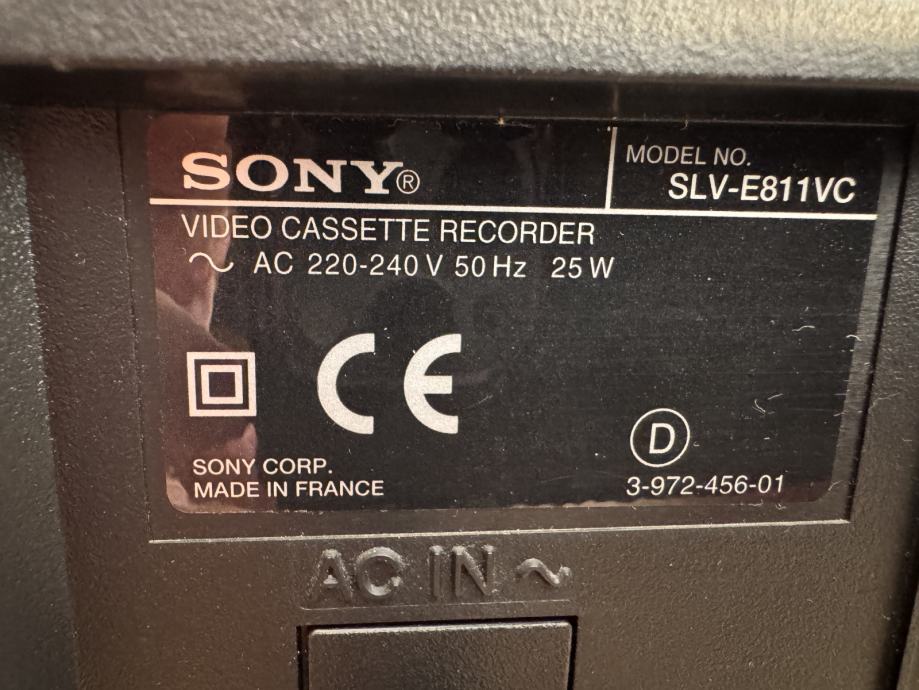 SONY®
MODEL NO.
SLV-E811VC
VIDEO CASSETTE RECORDER
~ AC 220-240 V 50 Hz 25 W
CE
D
SONY CORP.
MADE IN FRANCE
3-972-456-01
AC IN ~